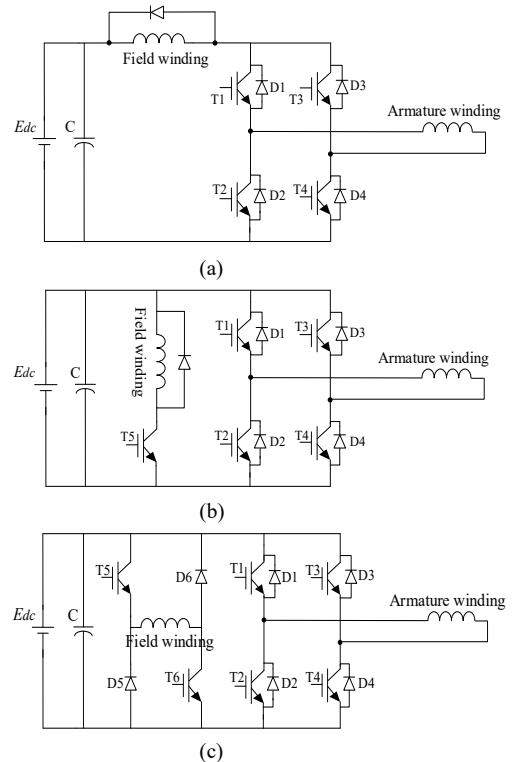 Field winding
T1
D1
T3
D3
Armature winding
Edc
C
T2
D2
T4
D4
(a)
Field winding
T1
D1
T3
D3
Armature winding
Edc
C
T5
T2
D2
T4
D4
(b)
T5
D6
T1
D1
T3
D3
Armature winding
Edc
C
Field winding
D5
T6
T2
D2
T4
D4
(c)